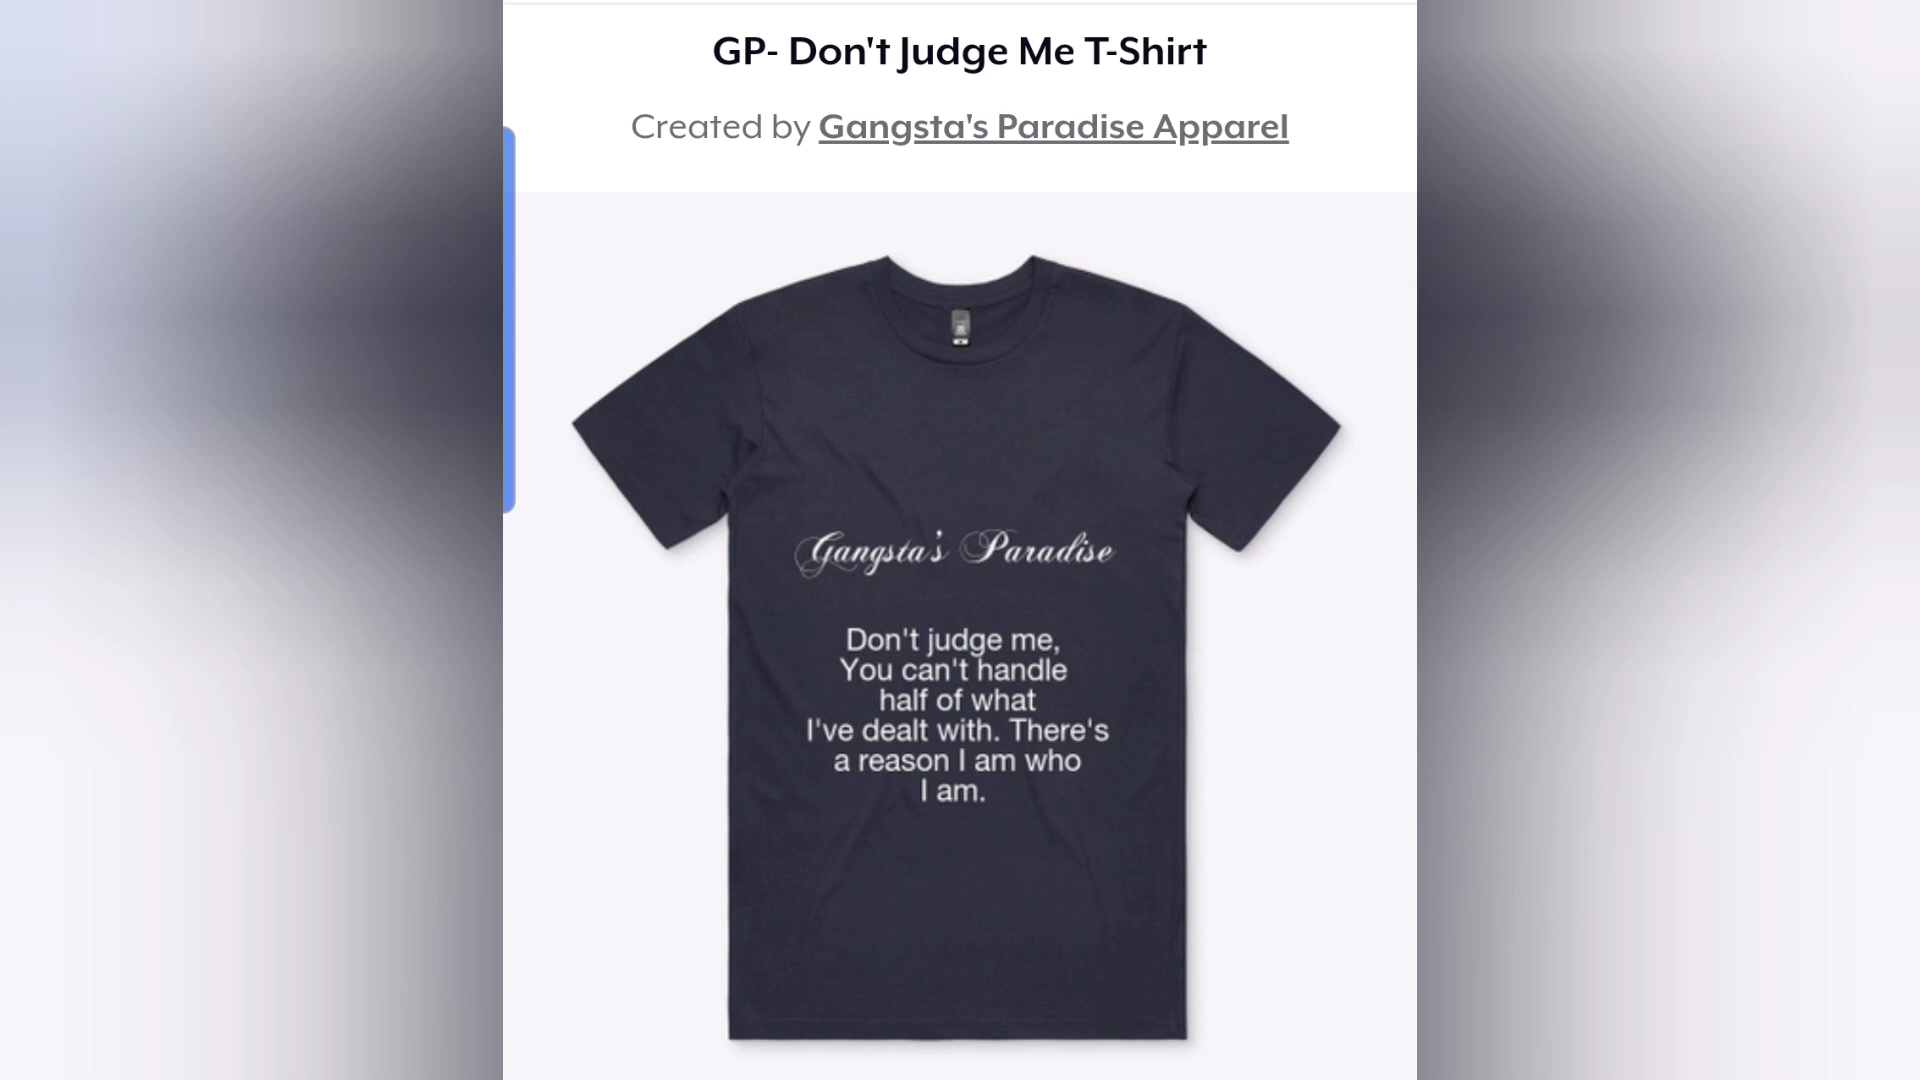 GP- Don't Judge Me T-Shirt
Created by Gangsta's Paradise Apparel
Gangsta's Paradise
Don't judge me,
You can't handle
half of what
I've dealt with. There's
a reason I am who
I am.